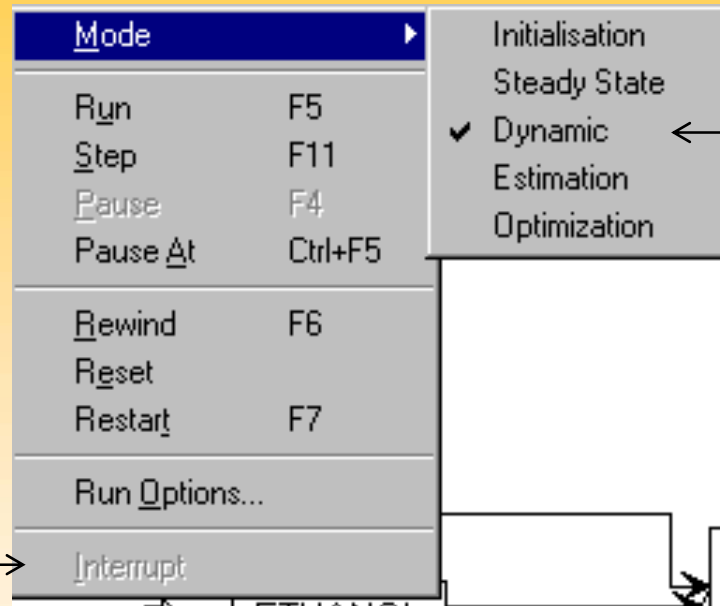 Mode
Run F5
Step F11
Pause F4
Pause At Ctrl+F5
Rewind F6
Reset
Restart F7
Run Options...
Interrupt
Initialisation
Steady State
Dynamic
Estimation
Optimization